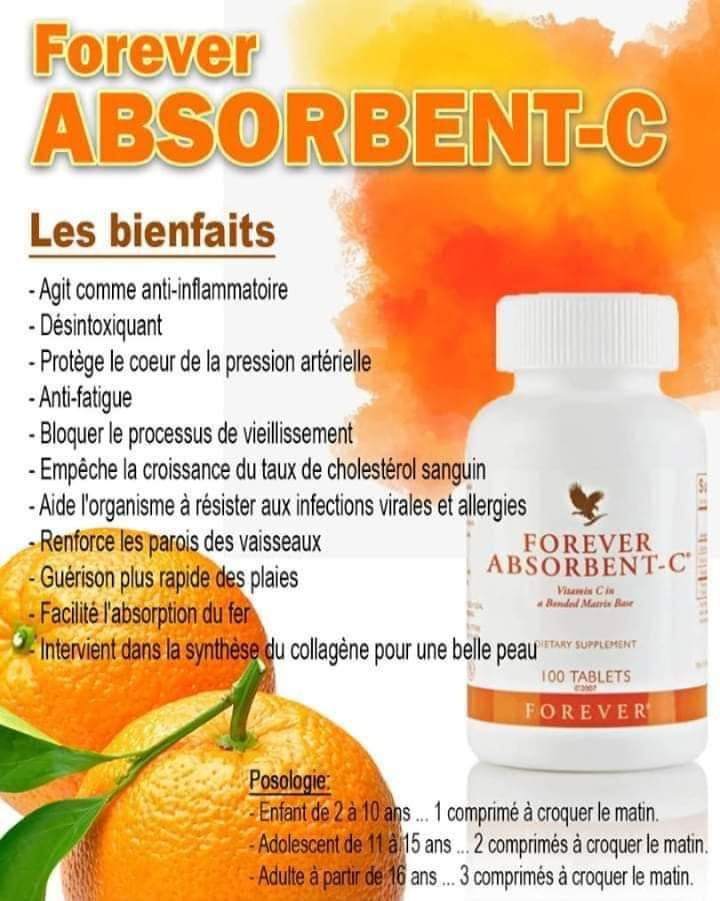 Forever
ABSORBENT-C
Les bienfaits
- Agit comme anti-inflammatoire
- Désintoxiquant
- Protège le coeur de la pression artérielle
- Anti-fatigue
- Bloquer le processus de vieillissement
- Empêche la croissance du taux de cholestérol sanguin
- Aide l'organisme à résister aux infections virales et allergies
- Renforce les parois des vaisseaux
- Guérison plus rapide des plaies
- Facilité l'absorption du fer
- Intervient dans la synthèse du collagène pour une belle peau
FOREVER
ABSORBENT-C®
Vitamin C in
a Bonded Matrix Base
DIETARY SUPPLEMENT
100 TABLETS
©2007
FOREVER®
Posologie:
- Enfant de 2 à 10 ans ... 1 comprimé à croquer le matin.
- Adolescent de 11 à 15 ans ... 2 comprimés à croquer le matin.
- Adulte à partir de 16 ans ... 3 comprimés à croquer le matin.